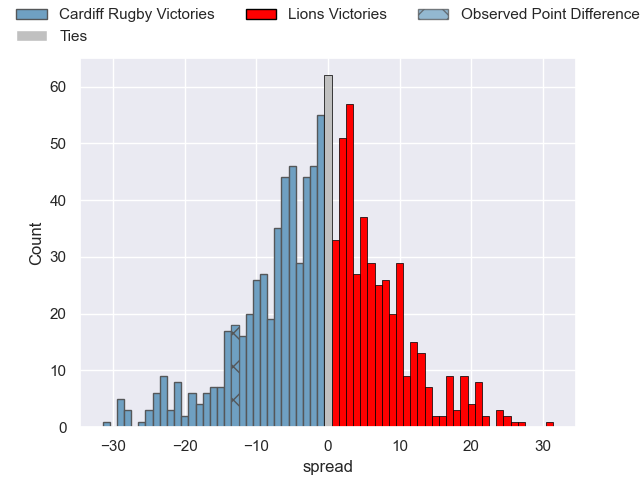 Cardiff Rugby Victories Lions Victories Observed Point Difference
Ties
60
50
40
30
20
10
0
Count
−30 −20 −10 0 10 20 30
spread